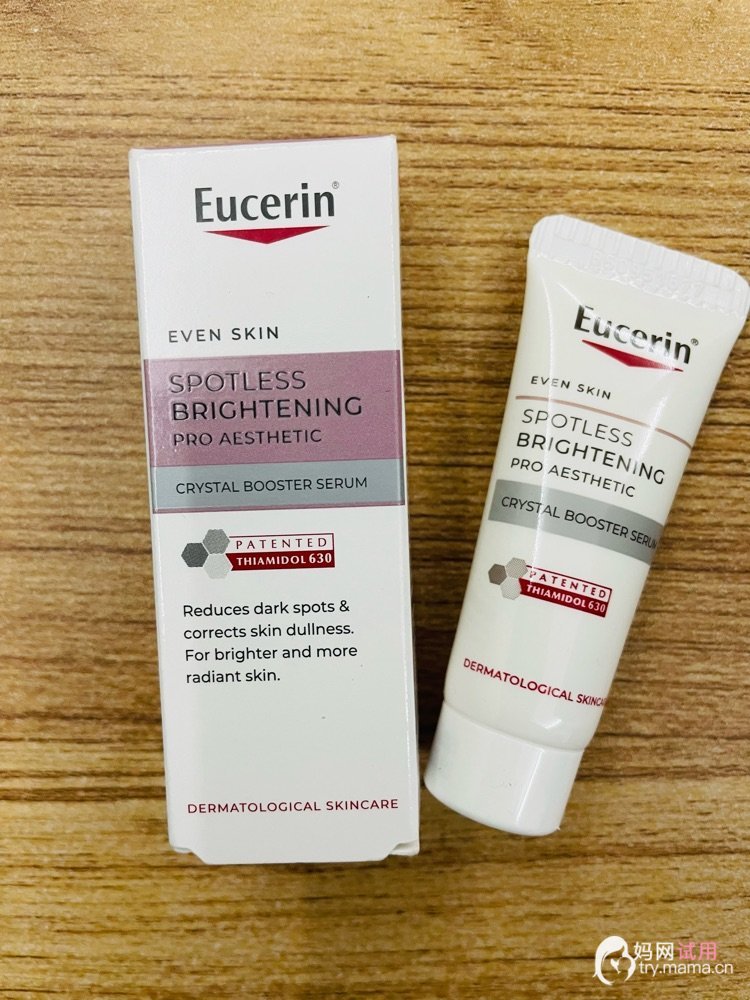 Eucerin®
EVEN SKIN
SPOTLESS
BRIGHTENING
PRO AESTHETIC
CRYSTAL BOOSTER SERUM
PATENTED
THIAMIDOL 630
Reduces dark spots &
corrects skin dullness.
For brighter and more
radiant skin.
DERMATOLOGICAL SKINCARE
Eucerin®
EVEN SKIN
SPOTLESS
BRIGHTENING
PRO AESTHETIC
CRYSTAL BOOSTER SERUM
PATENTED
THIAMIDOL 630
DERMATOLOGICAL SKINCA
妈网试用
try.mama.cn